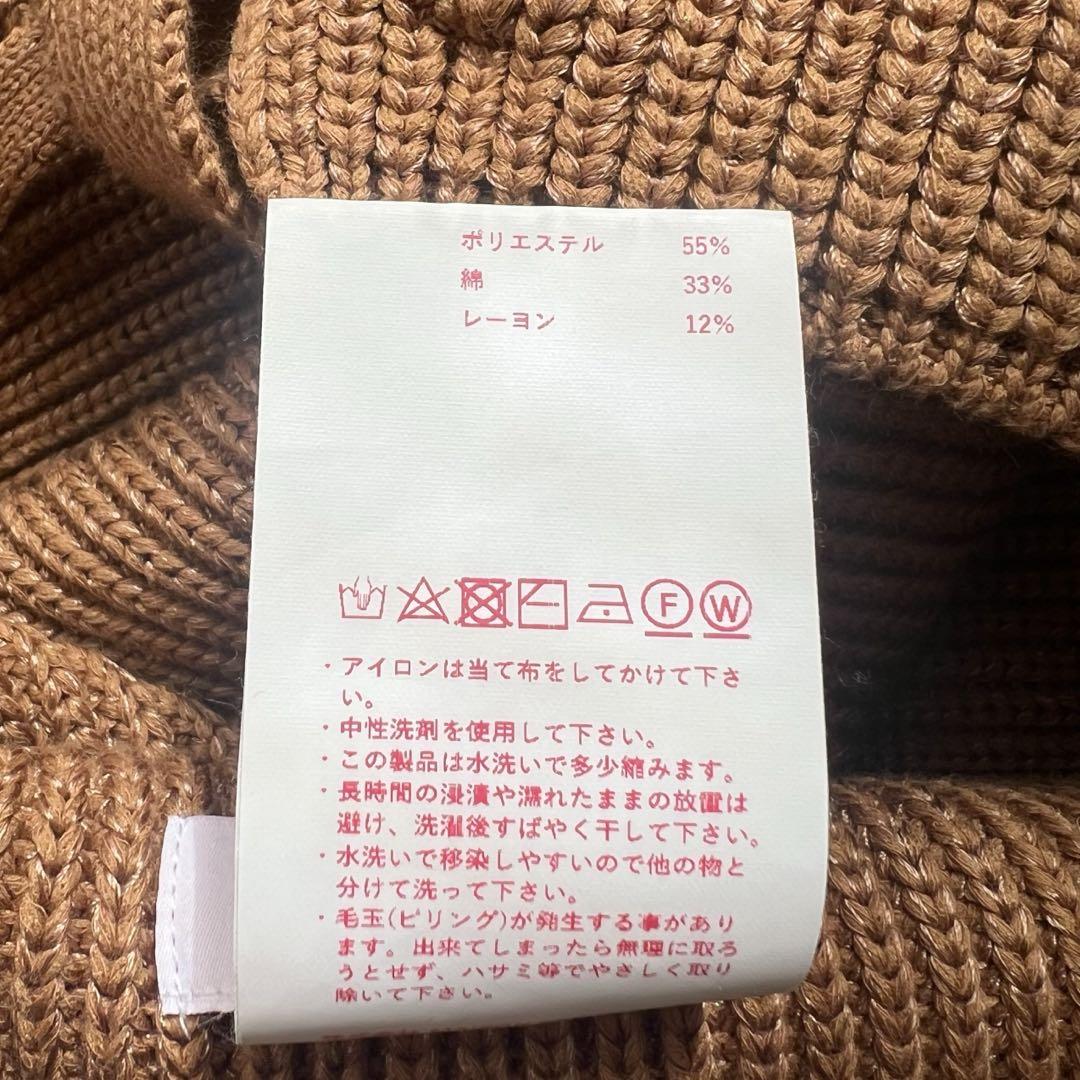 ポリエステル 55%
綿 33%
レーヨン 12%
F W
・アイロンは当て布をしてかけて下さ
い。
・中性洗剤を使用して下さい。
・この製品は水洗いで多少縮みます。
・長時間の浸漬や濡れたままの放置は
避け、洗濯後すばやく干して下さい。
・水洗いで移染しやすいので他の物と
分けて洗って下さい。
・毛玉(ピリング)が発生する事があり
ます。出来てしまったら無理に取ろ
うとせず、ハサミ等でやさしく取り
除いて下さい。